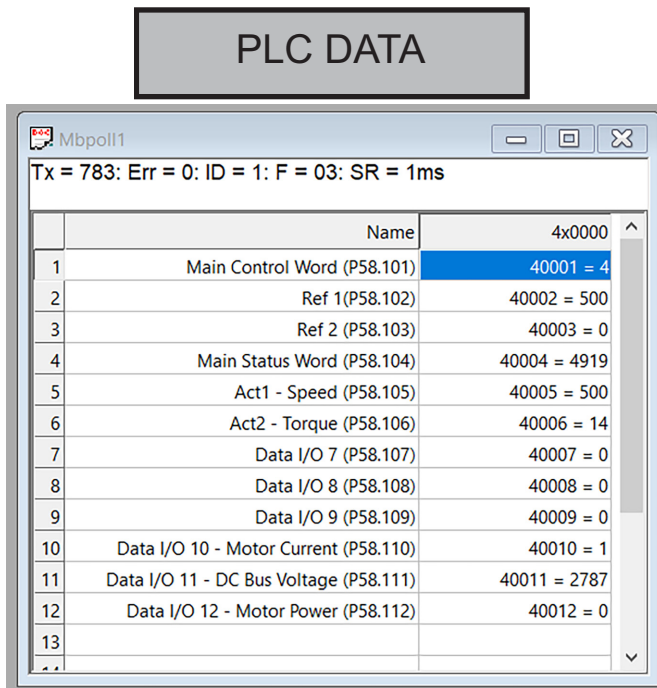 PLC DATA
Mbpoll1
Tx = 783: Err = 0: ID = 1: F = 03: SR = 1ms
Name 4x0000
1 Main Control Word (P58.101) 40001 = 4
2 Ref 1(P58.102) 40002 = 500
3 Ref 2 (P58.103) 40003 = 0
4 Main Status Word (P58.104) 40004 = 4919
5 Act1 - Speed (P58.105) 40005 = 500
6 Act2 - Torque (P58.106) 40006 = 14
7 Data I/O 7 (P58.107) 40007 = 0
8 Data I/O 8 (P58.108) 40008 = 0
9 Data I/O 9 (P58.109) 40009 = 0
10 Data I/O 10 - Motor Current (P58.110) 40010 = 1
11 Data I/O 11 - DC Bus Voltage (P58.111) 40011 = 2787
12 Data I/O 12 - Motor Power (P58.112) 40012 = 0
13